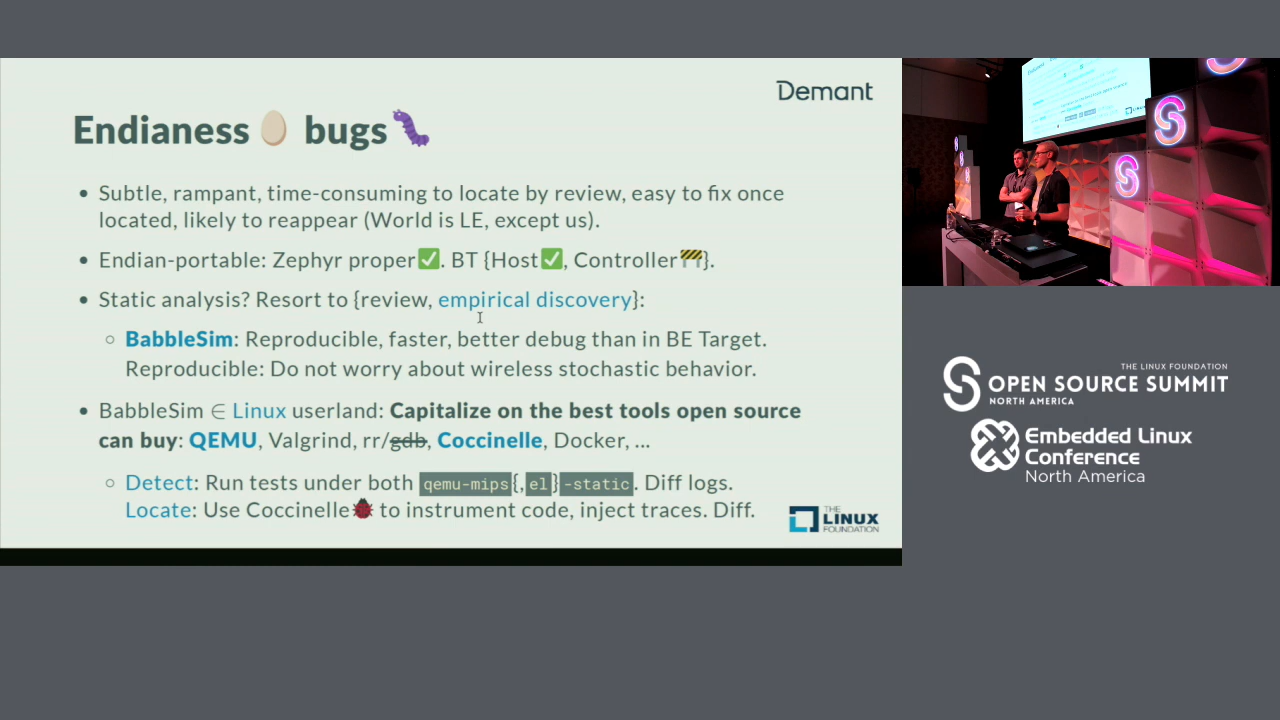 Demant
Endianess bugs
• Subtle, rampant, time-consuming to locate by review, easy to fix once
located, likely to reappear (World is LE, except us).
• Endian-portable: Zephyr proper✅. BT {Host✅, Controller🚧}.
• Static analysis? Resort to {review, empirical discovery}:
○ BabbleSim: Reproducible, faster, better debug than in BE Target.
Reproducible: Do not worry about wireless stochastic behavior.
• BabbleSim ∈ Linux userland: Capitalize on the best tools open source
can buy: QEMU, Valgrind, rr/gdb, Coccinelle, Docker, ...
○ Detect: Run tests under both qemu-mips{,el}-static. Diff logs.
Locate: Use Coccinelle🐞 to instrument code, inject traces. Diff.
THE
LINUX
FOUNDATION
THE LINUX FOUNDATION
OPEN SOURCE SUMMIT
NORTH AMERICA
Embedded Linux
Conference
North America